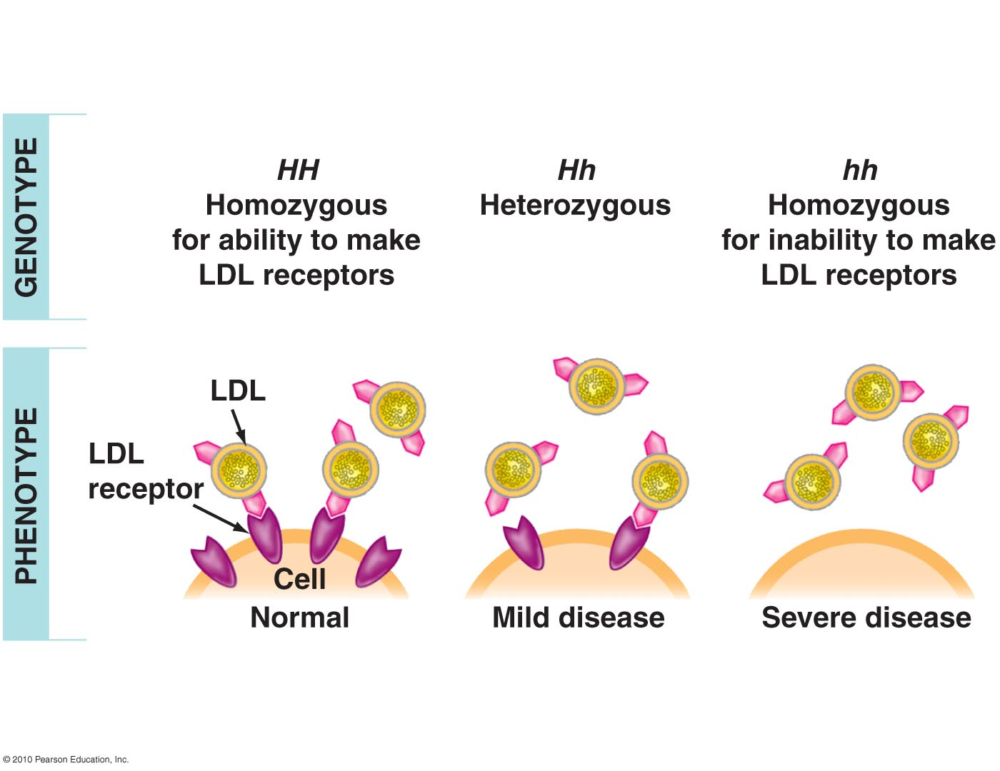 GENOTYPE
HH
Homozygous
for ability to make
LDL receptors
Hh
Heterozygous
hh
Homozygous
for inability to make
LDL receptors
PHENOTYPE
LDL
LDL
receptor
Cell
Normal
Mild disease
Severe disease
© 2010 Pearson Education, Inc.